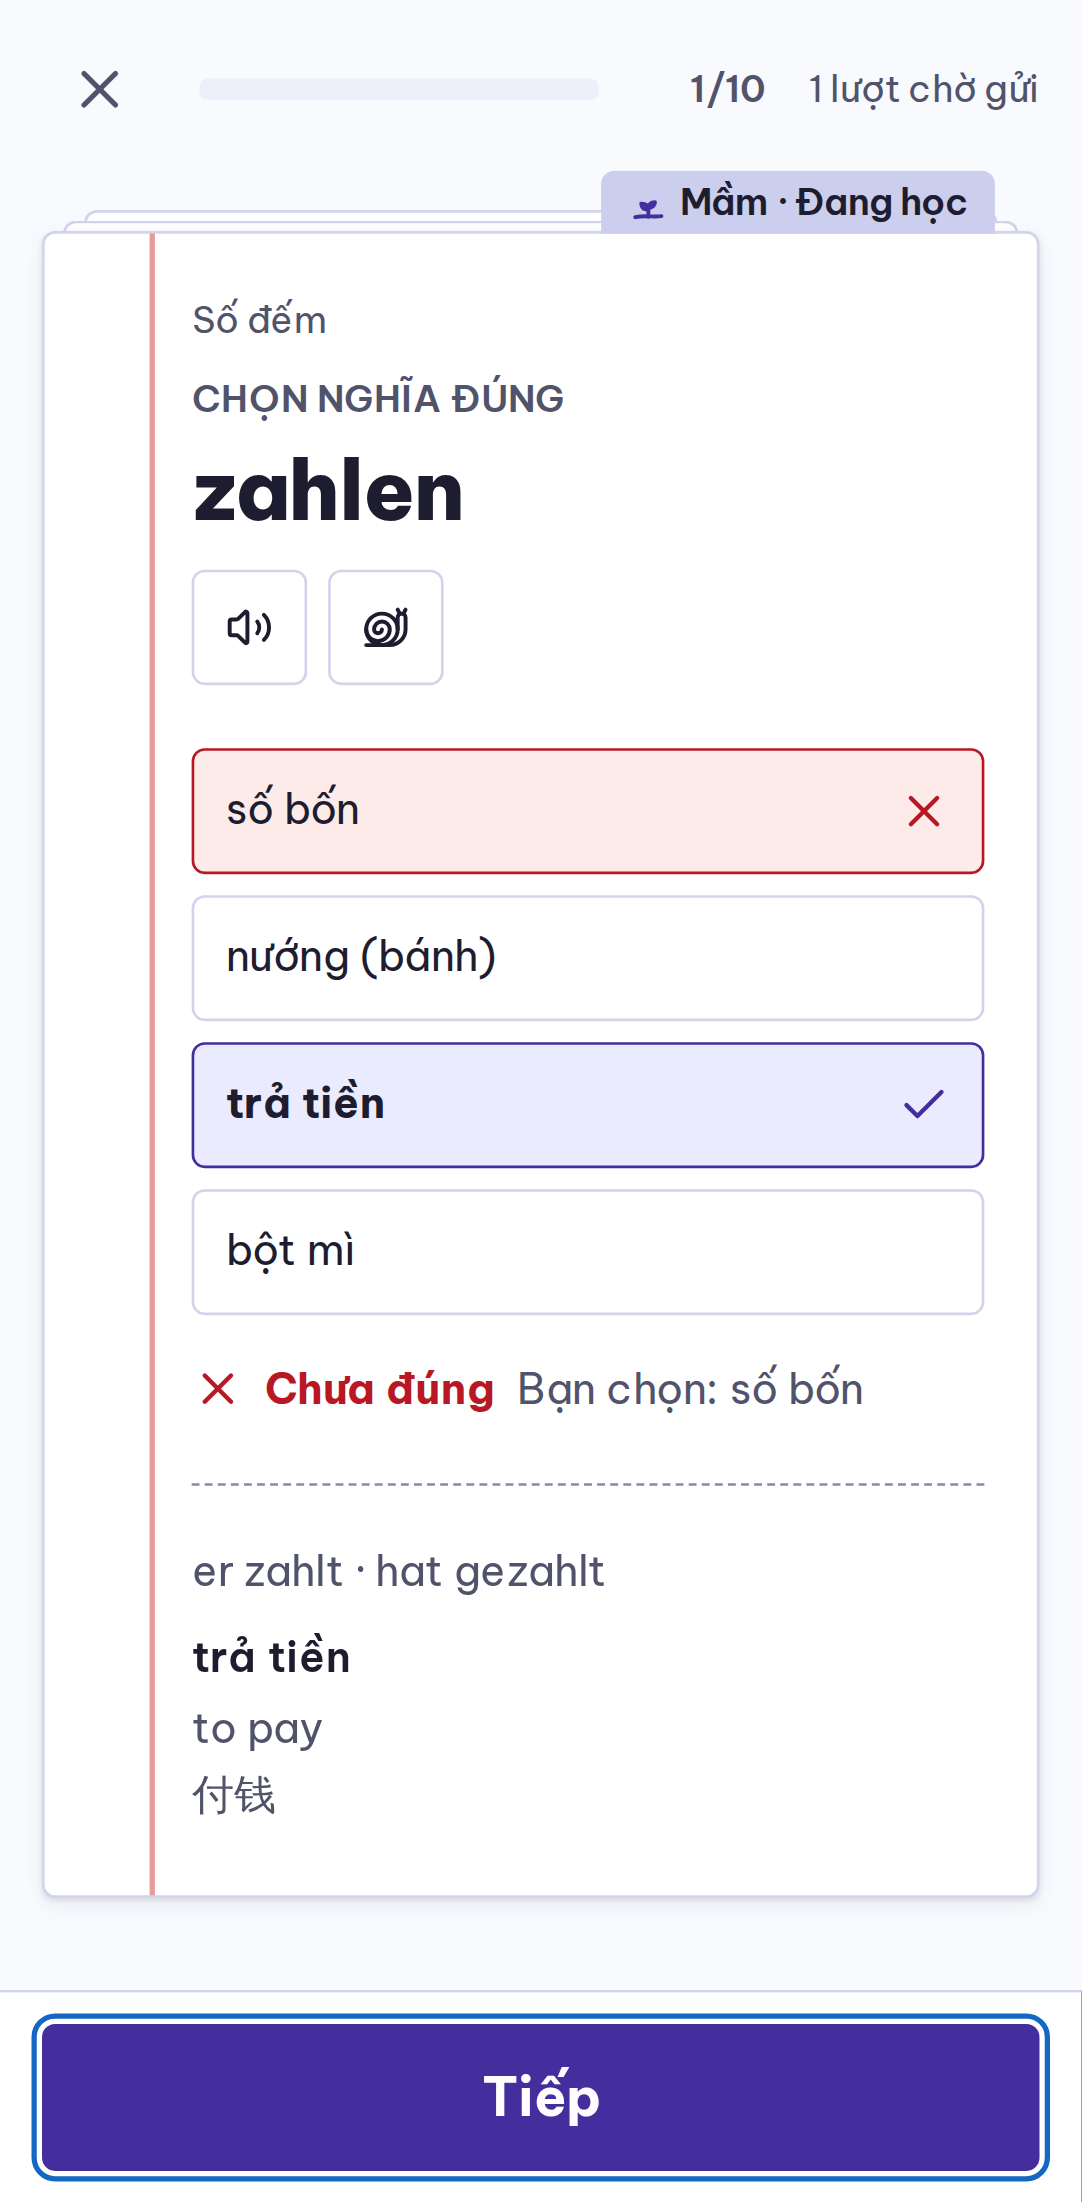 1/10 1 lượt chờ gửi
Mầm · Đang học
Số đếm
CHỌN NGHĨA ĐÚNG
zahlen
số bốn
nướng (bánh)
trả tiền
bột mì
Chưa đúng Bạn chọn: số bốn
er zahlt · hat gezahlt
trả tiền
to pay
付钱
Tiếp